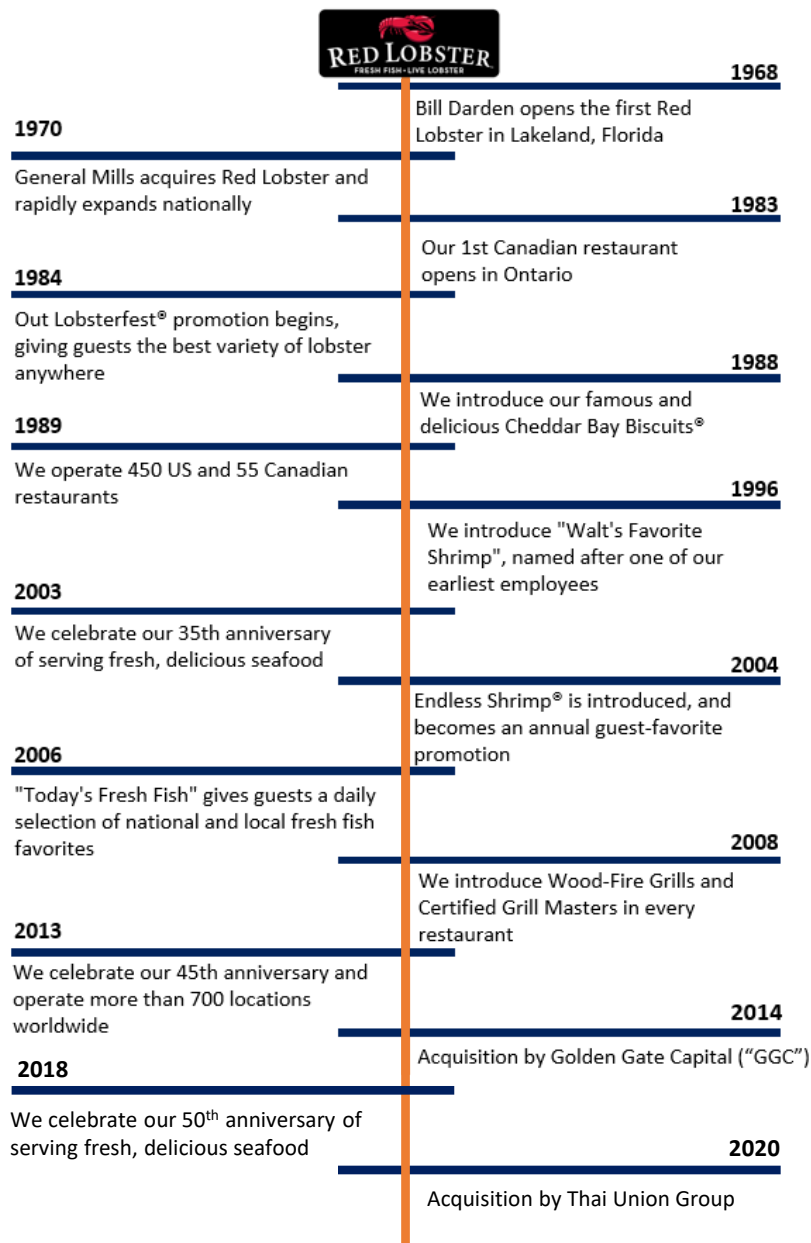 RED LOBSTER
FRESH FISH • LIVE LOBSTER
1968
Bill Darden opens the first Red
Lobster in Lakeland, Florida
1970
General Mills acquires Red Lobster and
rapidly expands nationally
1983
Our 1st Canadian restaurant
opens in Ontario
1984
Out Lobsterfest® promotion begins,
giving guests the best variety of lobster
anywhere
1988
We introduce our famous and
delicious Cheddar Bay Biscuits®
1989
We operate 450 US and 55 Canadian
restaurants
1996
We introduce "Walt's Favorite
Shrimp", named after one of our
earliest employees
2003
We celebrate our 35th anniversary
of serving fresh, delicious seafood
2004
Endless Shrimp® is introduced, and
becomes an annual guest-favorite
promotion
2006
"Today's Fresh Fish" gives guests a daily
selection of national and local fresh fish
favorites
2008
We introduce Wood-Fire Grills and
Certified Grill Masters in every
restaurant
2013
We celebrate our 45th anniversary and
operate more than 700 locations
worldwide
2014
Acquisition by Golden Gate Capital (“GGC”)
2018
We celebrate our 50th anniversary of
serving fresh, delicious seafood
2020
Acquisition by Thai Union Group